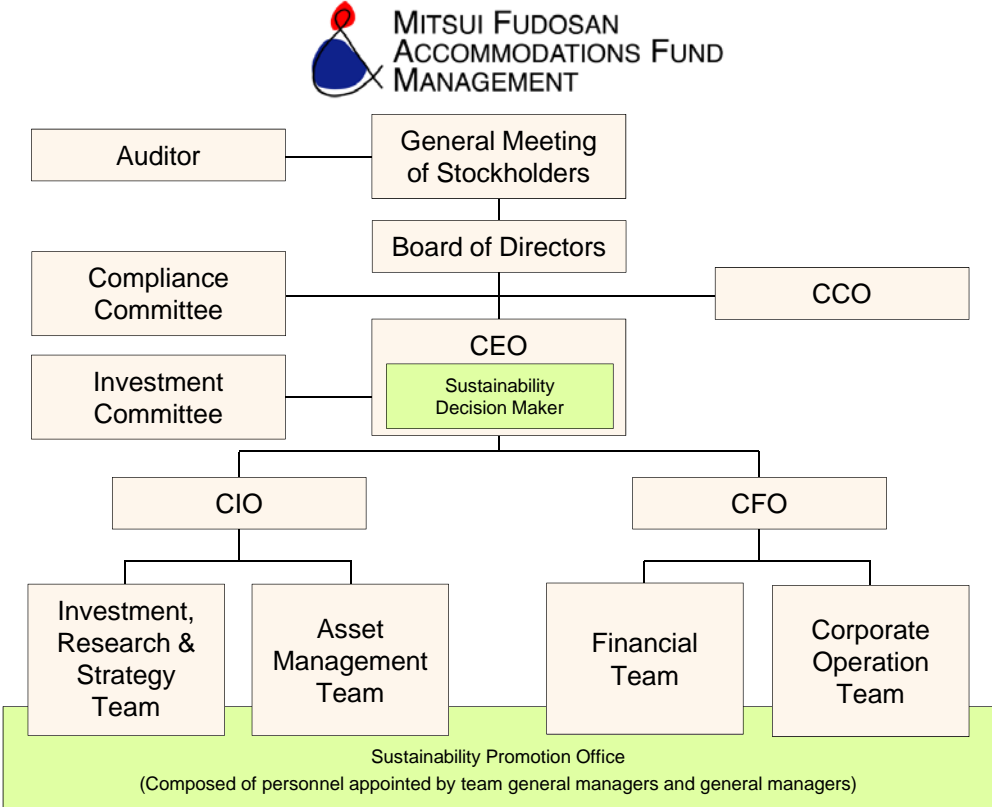 MITSUI FUDOSAN
ACCOMMODATIONS FUND
MANAGEMENT
Auditor
General Meeting
of Stockholders
Board of Directors
Compliance
Committee
CCO
CEO
Sustainability
Decision Maker
Investment
Committee
CIO
CFO
Investment,
Research &
Strategy
Team
Asset
Management
Team
Financial
Team
Corporate
Operation
Team
Sustainability Promotion Office
(Composed of personnel appointed by team general managers and general managers)